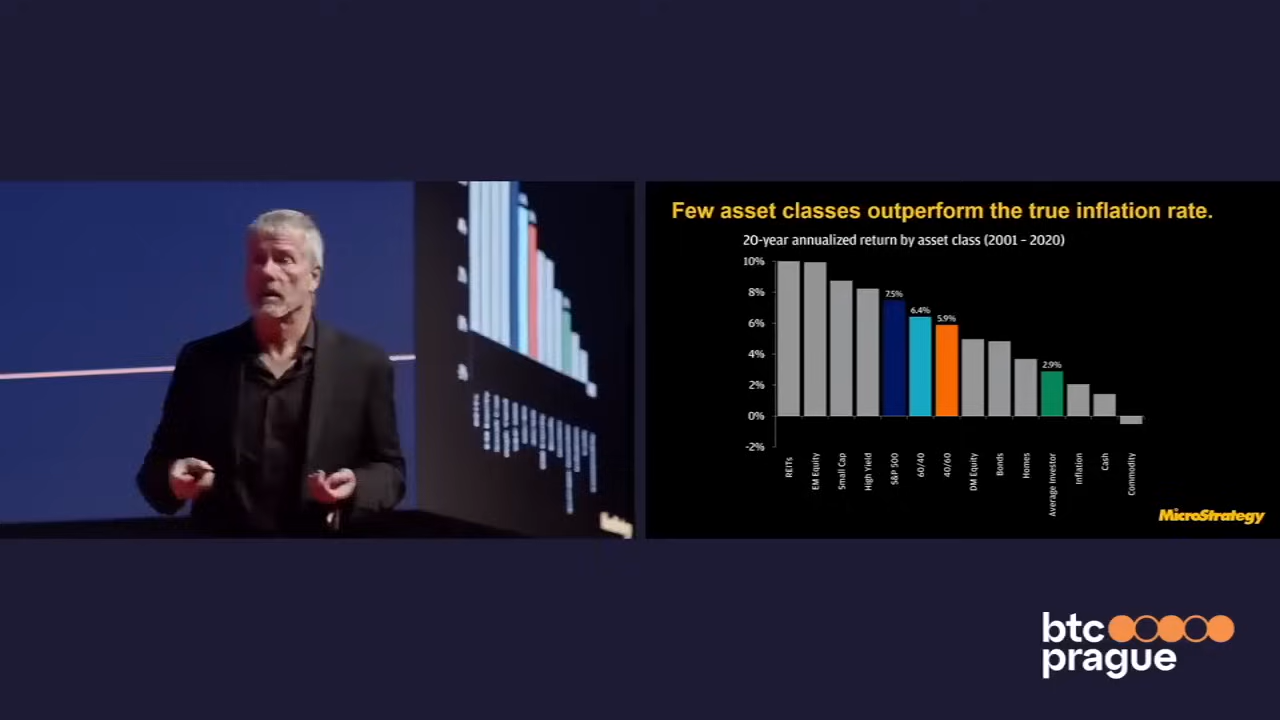 Few asset classes outperform the true inflation rate.
20-year annualized return by asset class (2001 - 2020)
10%
8%
6%
4%
2%
0%
-2%
7.5%
6.4%
5.9%
2.9%
REITs
EM Equity
Small Cap
High Yield
S&P 500
60/40
40/60
DM Equity
Bonds
Homes
Average Investor
Inflation
Cash
Commodity
MicroStrategy
btc
prague